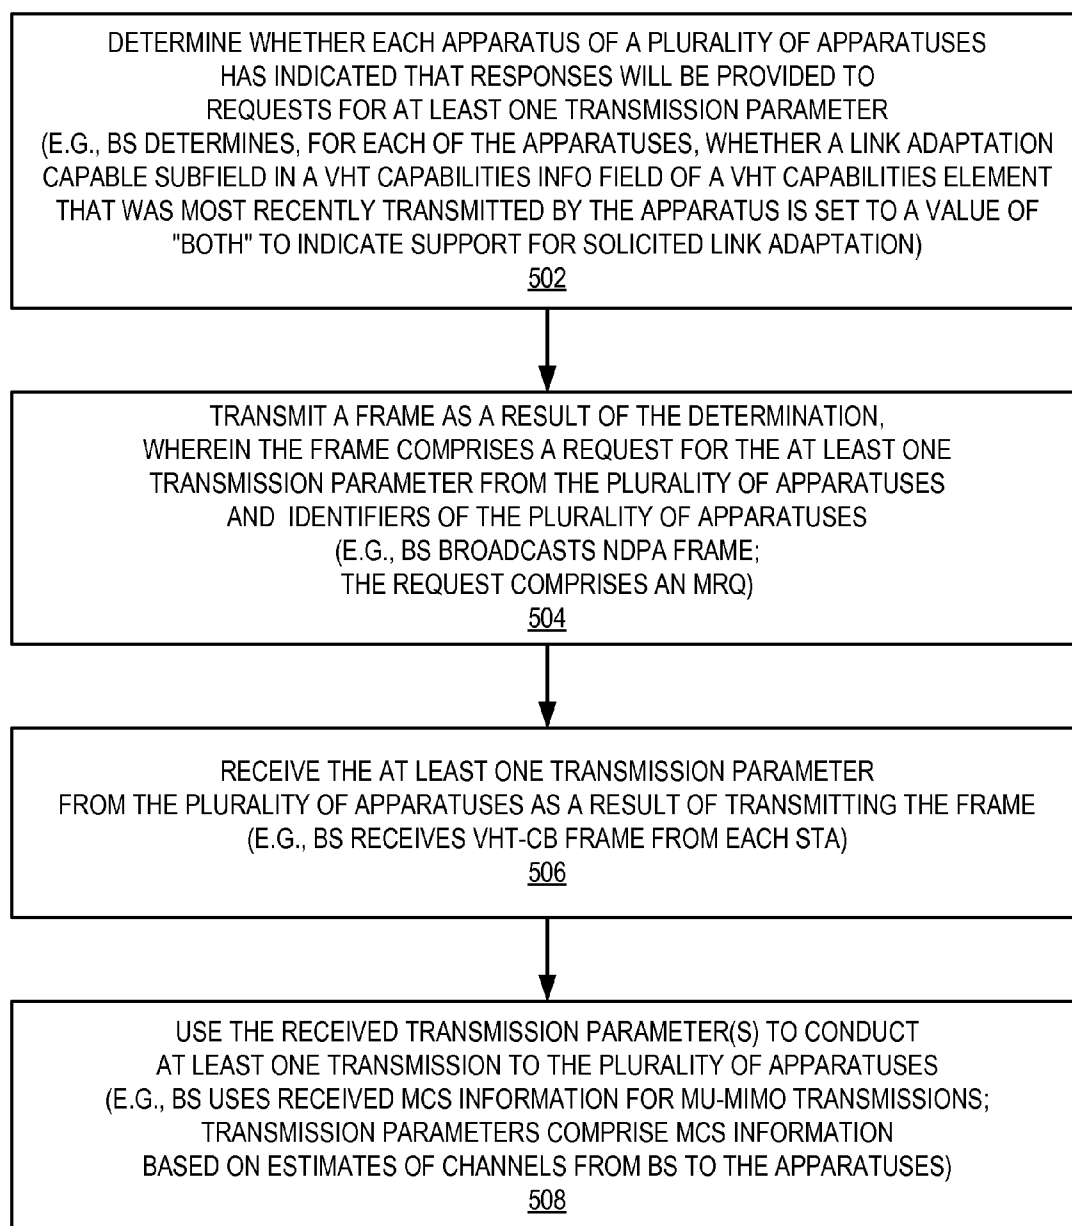 DETERMINE WHETHER EACH APPARATUS OF A PLURALITY OF APPARATUSES
HAS INDICATED THAT RESPONSES WILL BE PROVIDED TO
REQUESTS FOR AT LEAST ONE TRANSMISSION PARAMETER
(E.G., BS DETERMINES, FOR EACH OF THE APPARATUSES, WHETHER A LINK ADAPTATION
CAPABLE SUBFIELD IN A VHT CAPABILITIES INFO FIELD OF A VHT CAPABILITIES ELEMENT
THAT WAS MOST RECENTLY TRANSMITTED BY THE APPARATUS IS SET TO A VALUE OF
"BOTH" TO INDICATE SUPPORT FOR SOLICITED LINK ADAPTATION)
502
TRANSMIT A FRAME AS A RESULT OF THE DETERMINATION,
WHEREIN THE FRAME COMPRISES A REQUEST FOR THE AT LEAST ONE
TRANSMISSION PARAMETER FROM THE PLURALITY OF APPARATUSES
AND IDENTIFIERS OF THE PLURALITY OF APPARATUSES
(E.G., BS BROADCASTS NDPA FRAME;
THE REQUEST COMPRISES AN MRQ)
504
RECEIVE THE AT LEAST ONE TRANSMISSION PARAMETER
FROM THE PLURALITY OF APPARATUSES AS A RESULT OF TRANSMITTING THE FRAME
(E.G., BS RECEIVES VHT-CB FRAME FROM EACH STA)
506
USE THE RECEIVED TRANSMISSION PARAMETER(S) TO CONDUCT
AT LEAST ONE TRANSMISSION TO THE PLURALITY OF APPARATUSES
(E.G., BS USES RECEIVED MCS INFORMATION FOR MU-MIMO TRANSMISSIONS;
TRANSMISSION PARAMETERS COMPRISE MCS INFORMATION
BASED ON ESTIMATES OF CHANNELS FROM BS TO THE APPARATUSES)
508